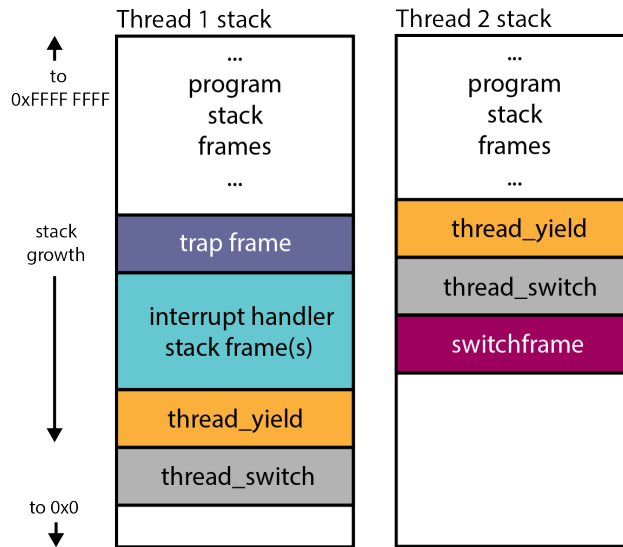 Thread 1 stack
Thread 2 stack
to
0xFFFF FFFF
...
program
stack
frames
...
...
program
stack
frames
...
stack
growth
trap frame
interrupt handler
stack frame(s)
thread_yield
thread_switch
thread_yield
thread_switch
switchframe
to 0x0